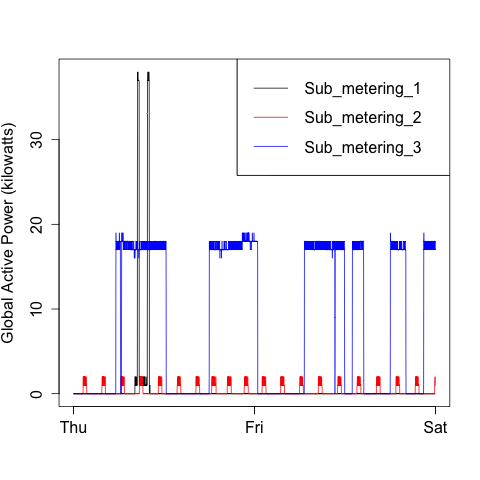 Global Active Power (kilowatts)
30
20
10
0
Sub_metering_1
Sub_metering_2
Sub_metering_3
Thu Fri Sat